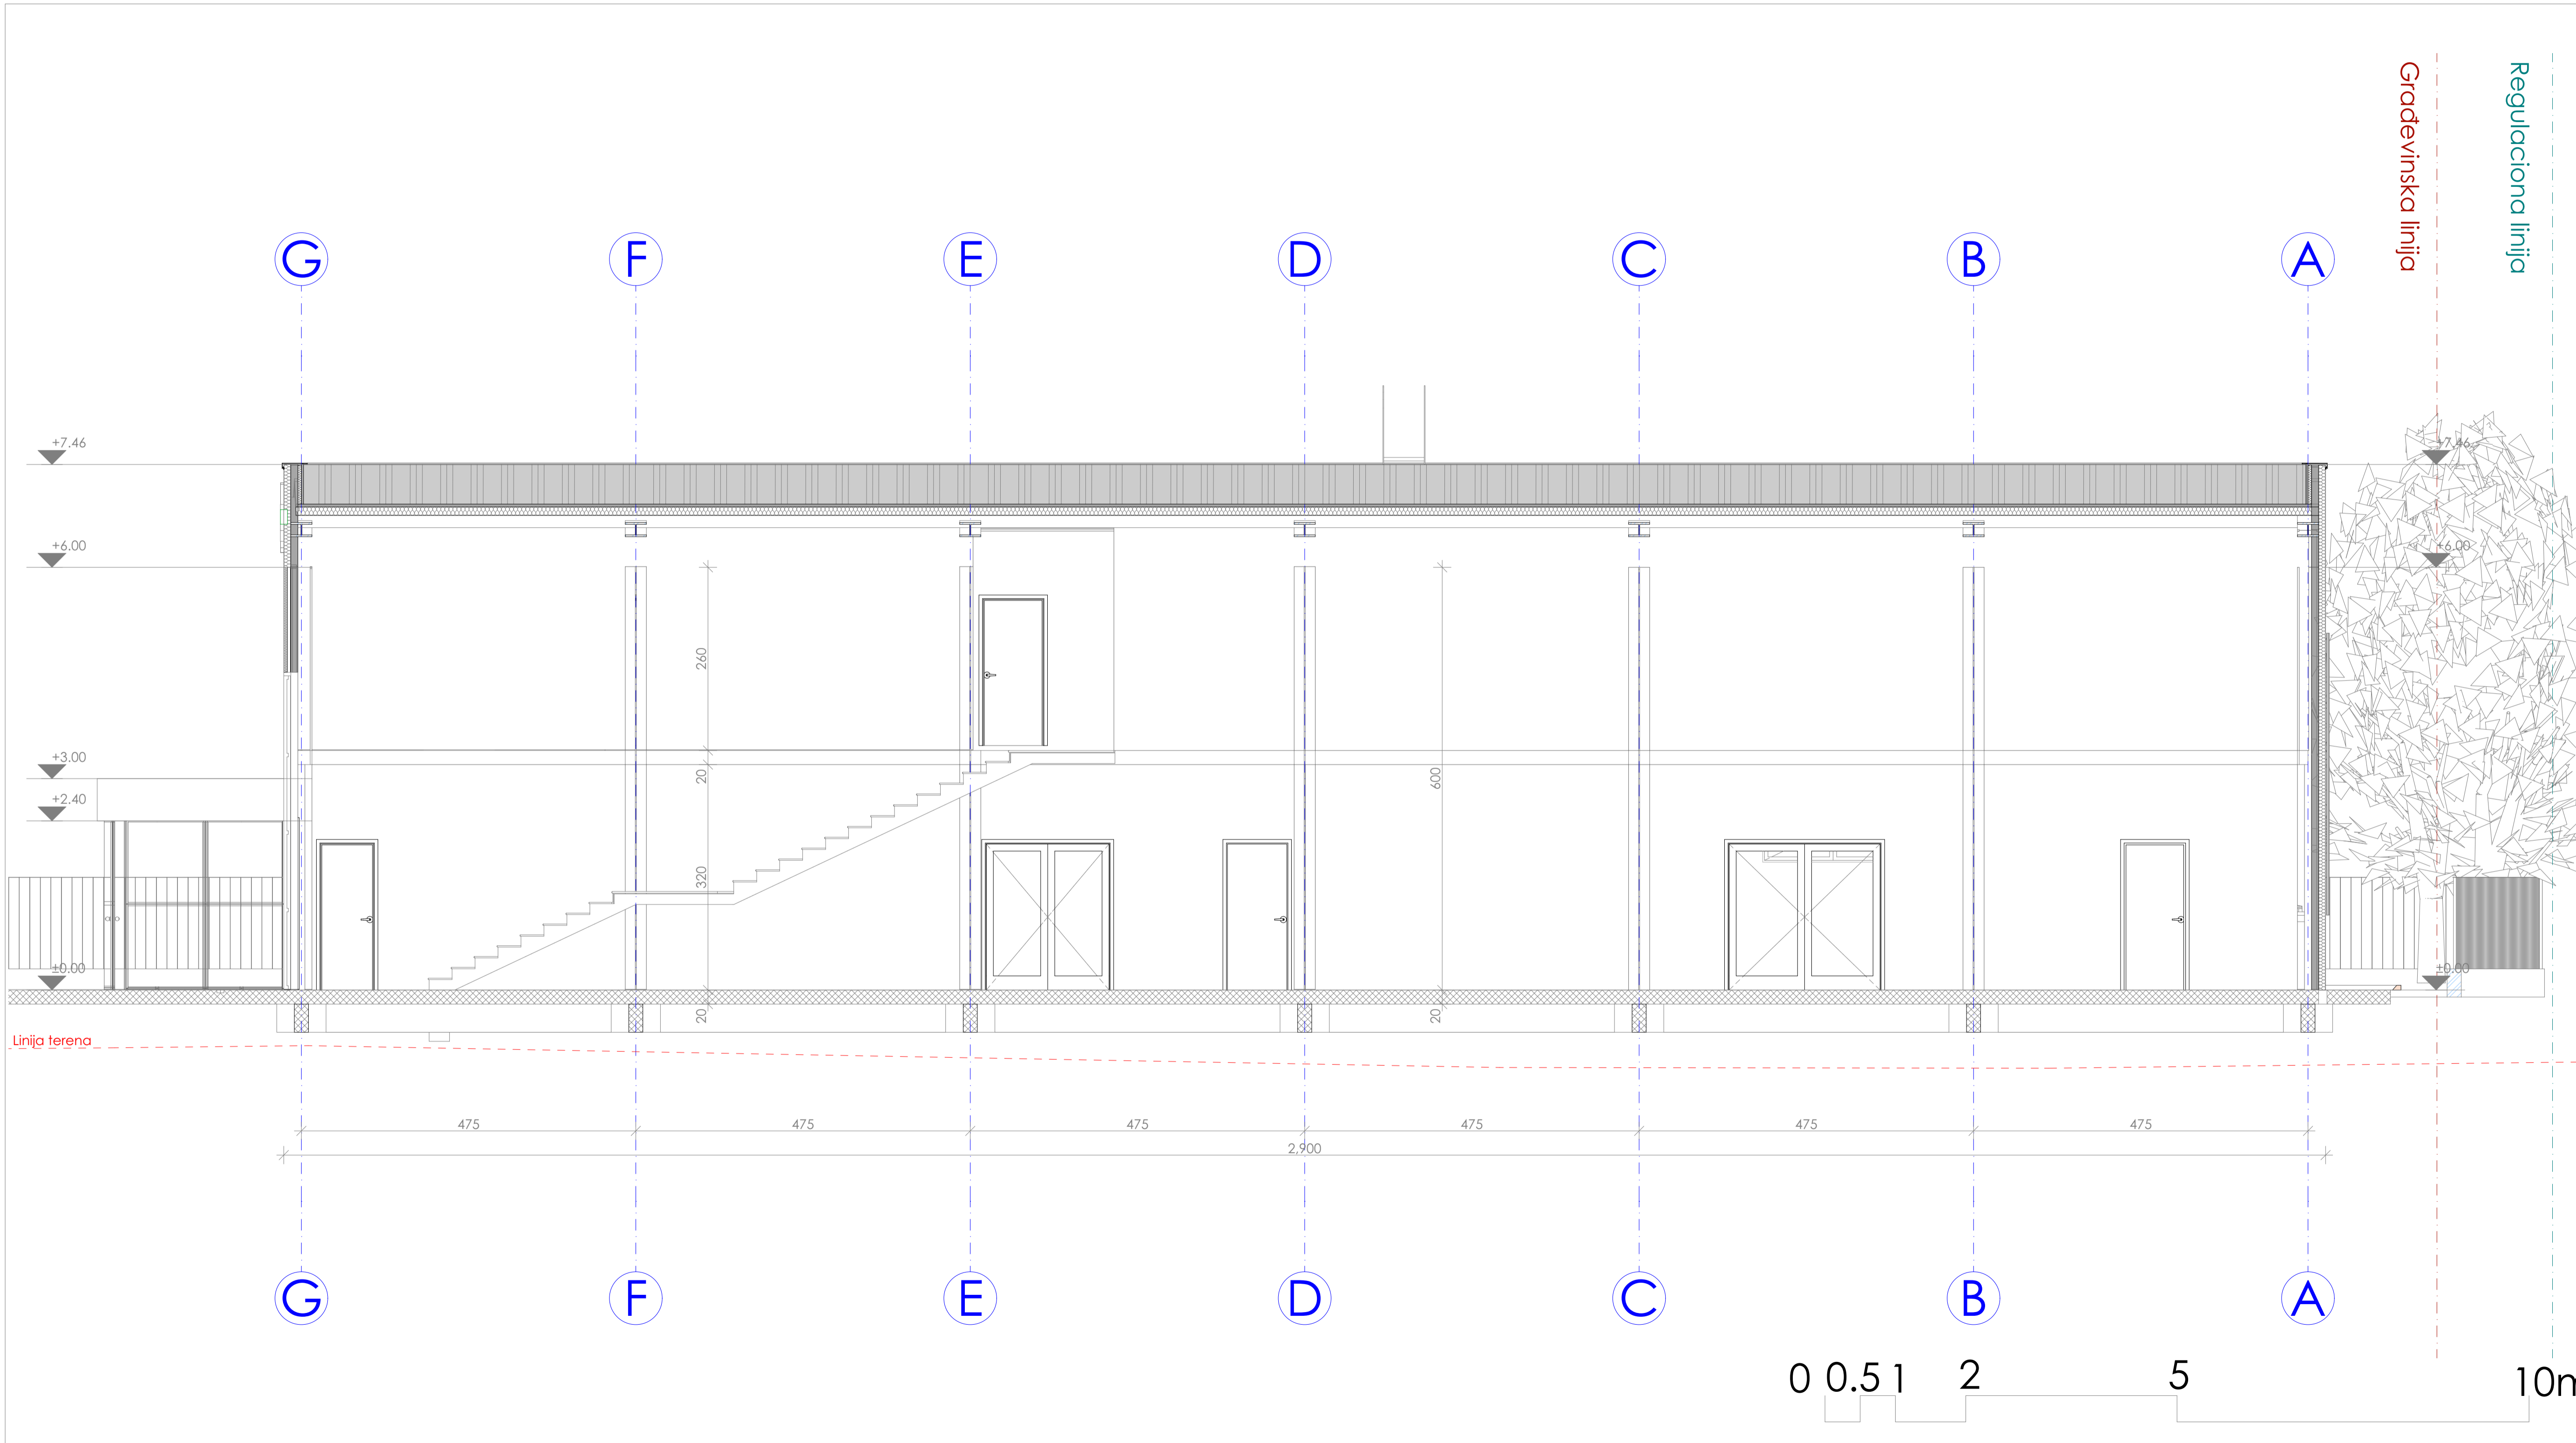 Građevinska linija
Regulaciona linija
G F E D C B A
+7.46
+7.46
+6.00
+6.00
260
+3.00
20
600
+2.40
320
±0.00
±0.00
20
20
Linija terena
475 475 475 475 475 475
2,900
G F E D C B A
0 0.5 1 2 5 10m